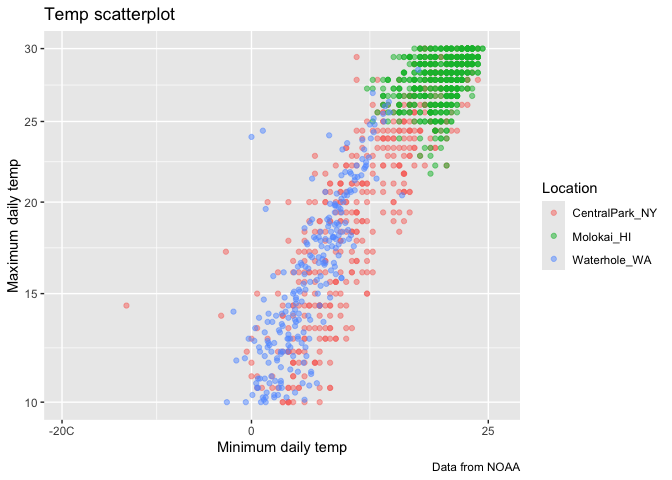 Temp scatterplot
30
25
20
15
10
Maximum daily temp
-20C
0
25
Minimum daily temp
Location
CentralPark_NY
Molokai_HI
Waterhole_WA
Data from NOAA